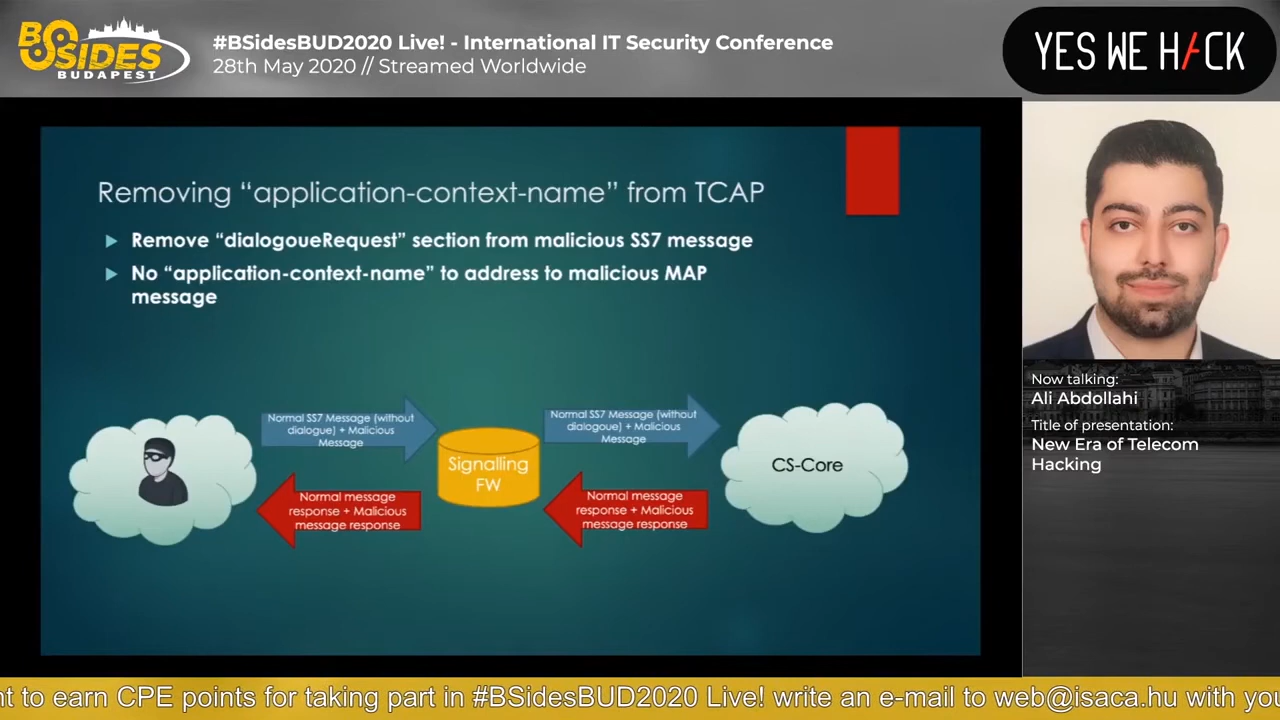 BSIDES
BUDAPEST
#BSidesBUD2020 Live! - International IT Security Conference
28th May 2020 // Streamed Worldwide
YES WE H/CK
Removing “application-context-name” from TCAP
Remove “dialogoueRequest” section from malicious SS7 message
No “application-context-name” to address to malicious MAP
message
Normal SS7 Message (without
dialogue) + Malicious
Message
Normal SS7 Message (without
dialogue) + Malicious
Message
Signalling
FW
CS-Core
Normal message
response + Malicious
message response
Normal message
response + Malicious
message response
Now talking:
Ali Abdollahi
Title of presentation:
New Era of Telecom
Hacking
nt to earn CPE points for taking part in #BSidesBUD2020 Live! write an e-mail to web@isaca.hu with you